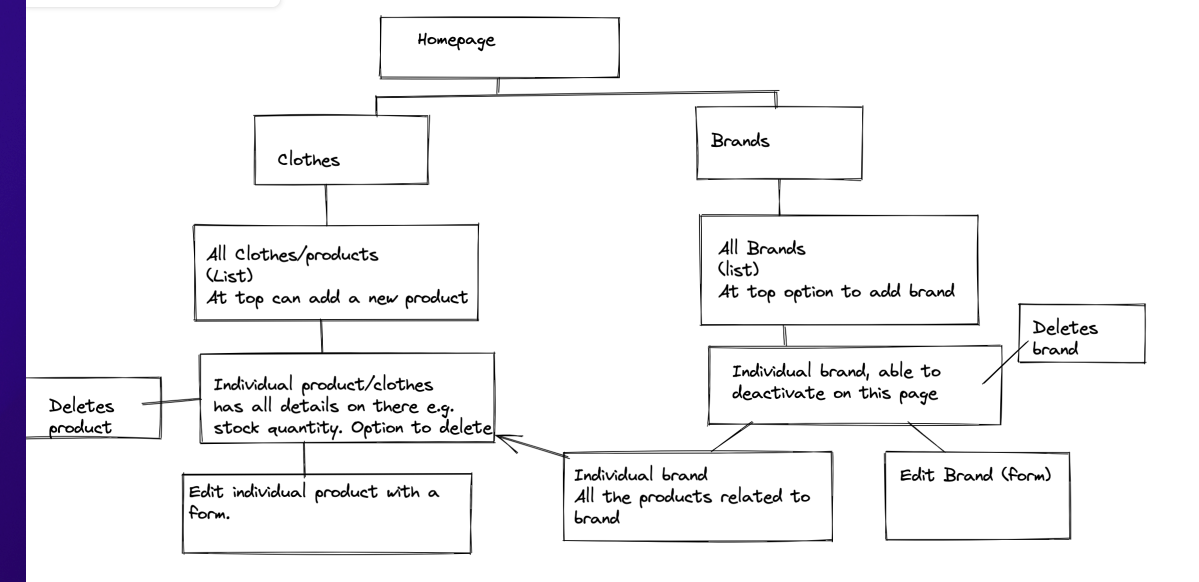 Homepage
Clothes
Brands
All Clothes/products
(List)
At top can add a new product
All Brands
(list)
At top option to add brand
Deletes
brand
Individual product/clothes
has all details on there e.g.
stock quantity. Option to delete
Individual brand, able to
deactivate on this page
Deletes
product
Edit individual product with a
form.
Individual brand
All the products related to
brand
Edit Brand (form)